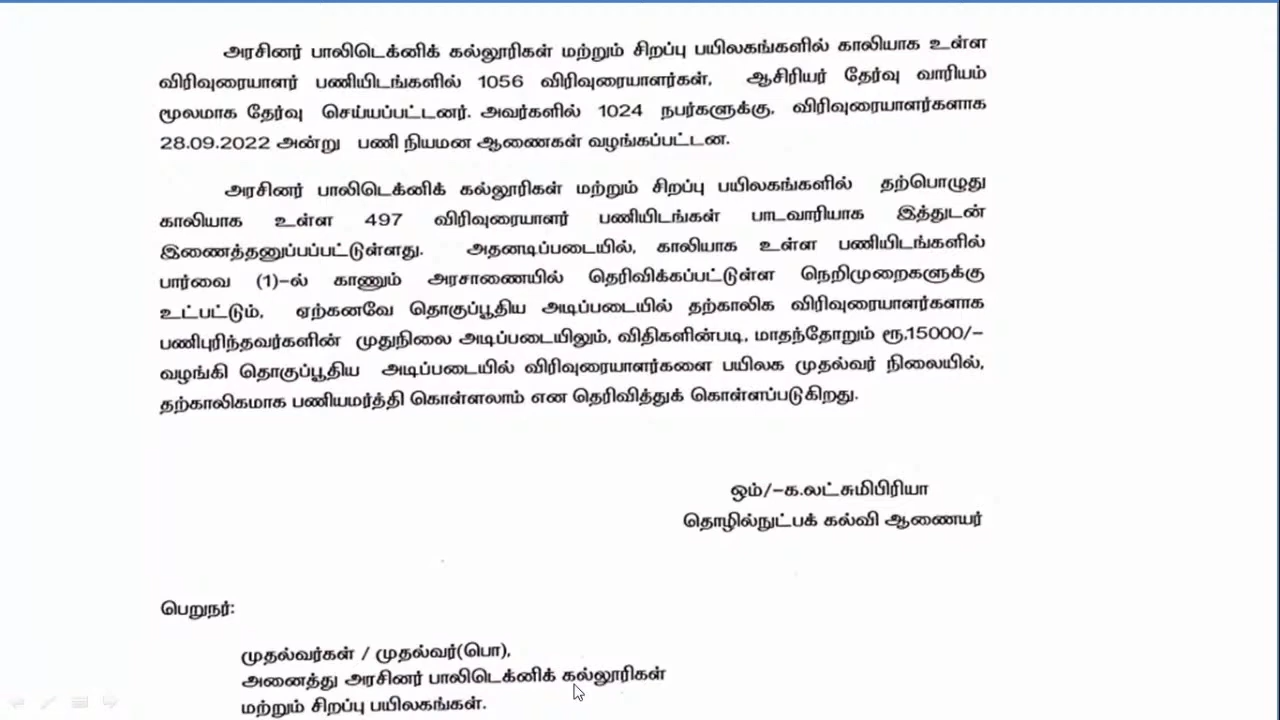 அரசினர் பாலிடெக்னிக் கல்லூரிகள் மற்றும் சிறப்பு பயிலகங்களில் காலியாக உள்ள
விரிவுரையாளர் பணியிடங்களில் 1056 விரிவுரையாளர்கள், ஆசிரியர் தேர்வு வாரியம்
மூலமாக தேர்வு செய்யப்பட்டனர். அவர்களில் 1024 நபர்களுக்கு, விரிவுரையாளர்களாக
28.09.2022 அன்று பணி நியமன ஆணைகள் வழங்கப்பட்டன.
அரசினர் பாலிடெக்னிக் கல்லூரிகள் மற்றும் சிறப்பு பயிலகங்களில் தற்பொழுது
காலியாக உள்ள 497 விரிவுரையாளர் பணியிடங்கள் பாடவாரியாக இத்துடன்
இணைத்தனுப்பப்பட்டுள்ளது. அதனடிப்படையில், காலியாக உள்ள பணியிடங்களில்
பார்வை (1)-ல் காணும் அரசாணையில் தெரிவிக்கப்பட்டுள்ள நெறிமுறைகளுக்கு
உட்பட்டும், ஏற்கனவே தொகுப்பூதிய அடிப்படையில் தற்காலிக விரிவுரையாளர்களாக
பணிபுரிந்தவர்களின் முதுநிலை அடிப்படையிலும், விதிகளின்படி, மாதந்தோறும் ரூ.15000/-
வழங்கி தொகுப்பூதிய அடிப்படையில் விரிவுரையாளர்களை பயிலக முதல்வர் நிலையில்,
தற்காலிகமாக பணியமர்த்தி கொள்ளலாம் என தெரிவித்துக் கொள்ளப்படுகிறது.
ஒம்/-க.லட்சுமிபிரியா
தொழில்நுட்பக் கல்வி ஆணையர்
பெறுநர்:
முதல்வர்கள் / முதல்வர்(பொ),
அனைத்து அரசினர் பாலிடெக்னிக் கல்லூரிகள்
மற்றும் சிறப்பு பயிலகங்கள்.